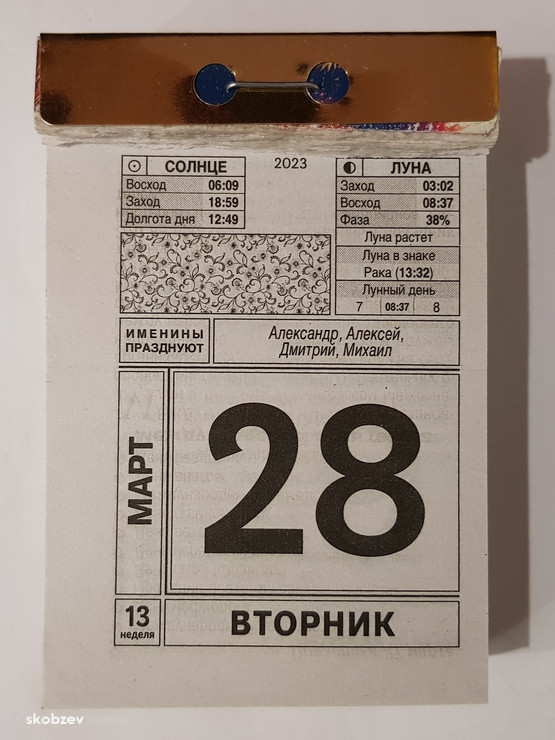 2023
СОЛНЦЕ
Восход 06:09
Заход 18:59
Долгота дня 12:49
ЛУНА
Заход 03:02
Восход 08:37
Фаза 38%
Луна растет
Луна в знаке
Рака (13:32)
Лунный день
7 08:37 8
ИМЕНИНЫ
ПРАЗДНУЮТ
Александр, Алексей,
Дмитрий, Михаил
МАРТ
28
13
неделя
ВТОРНИК
skobzev